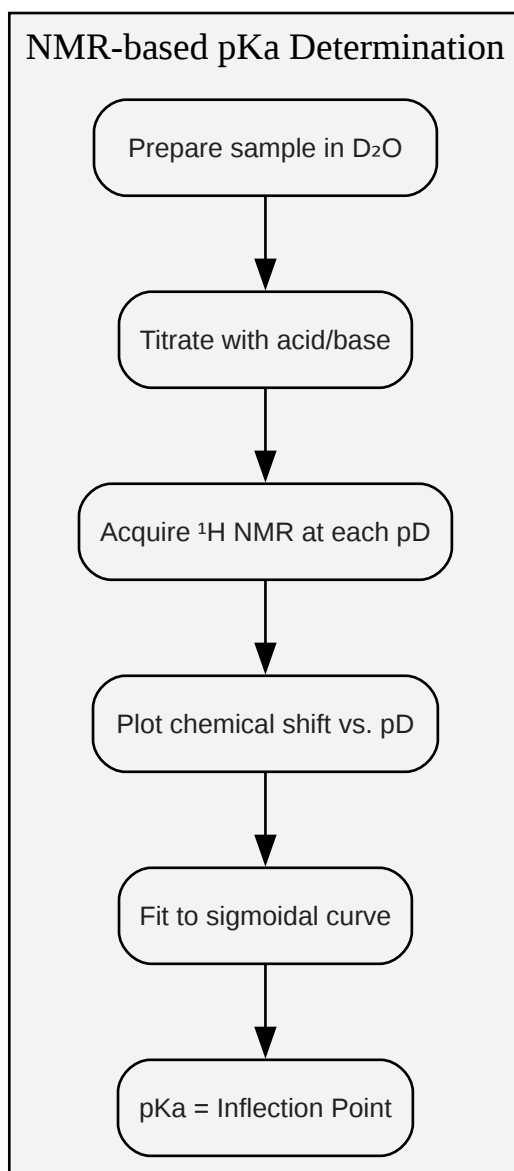 NMR-based pKa Determination
Prepare sample in D₂O
Titrate with acid/base
Acquire ¹H NMR at each pD
Plot chemical shift vs. pD
Fit to sigmoidal curve
pKa = Inflection Point